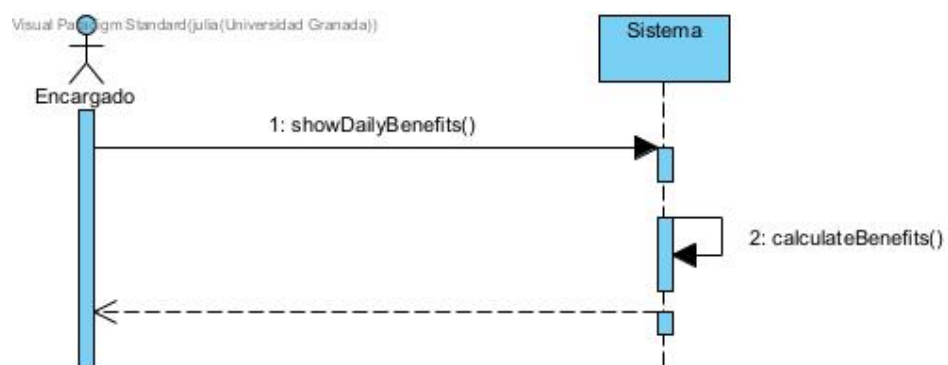 Visual Paradigm Standard(julia(Universidad Granada))
Sistema
Encargado
1: showDailyBenefits()
2: calculateBenefits()